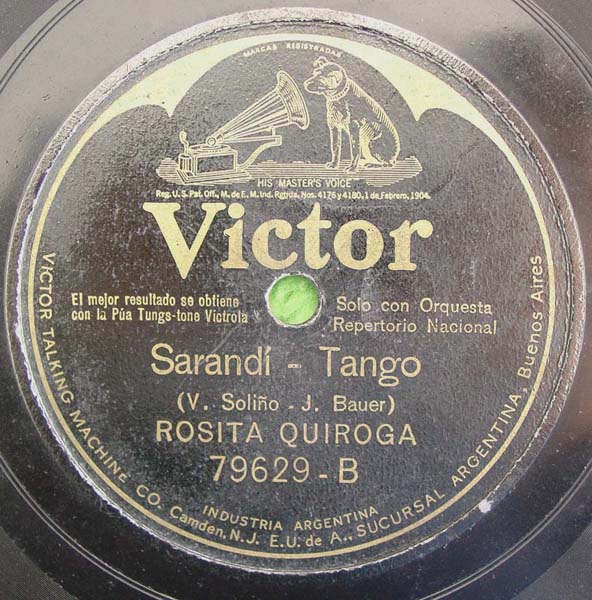 MARCAS REGISTRADAS
HIS MASTER'S VOICE
Reg. U.S. Pat. Off., M. de F., M. Ind. Rgtrda. Nos. 4176 y 4180, 1 de Febrero, 1904.
Victor
El mejor resultado se obtiene
con la Púa Tungs-tone Victrola
Solo con Orquesta
Repertorio Nacional
Sarandí - Tango
(V. Soliño - J. Bauer)
ROSITA QUIROGA
79629 - B
INDUSTRIA ARGENTINA
VICTOR TALKING MACHINE CO. Camden, N.J. E.U. de A., SUCURSAL ARGENTINA, Buenos Aires